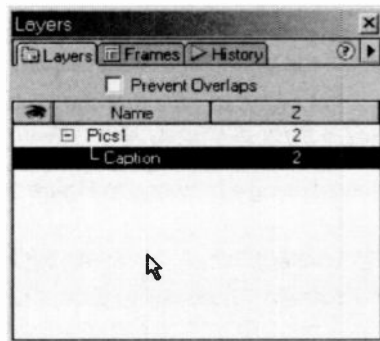 Layers
Layers Frames History ?
Prevent Overlaps
Name Z
Pics1 2
Caption 2